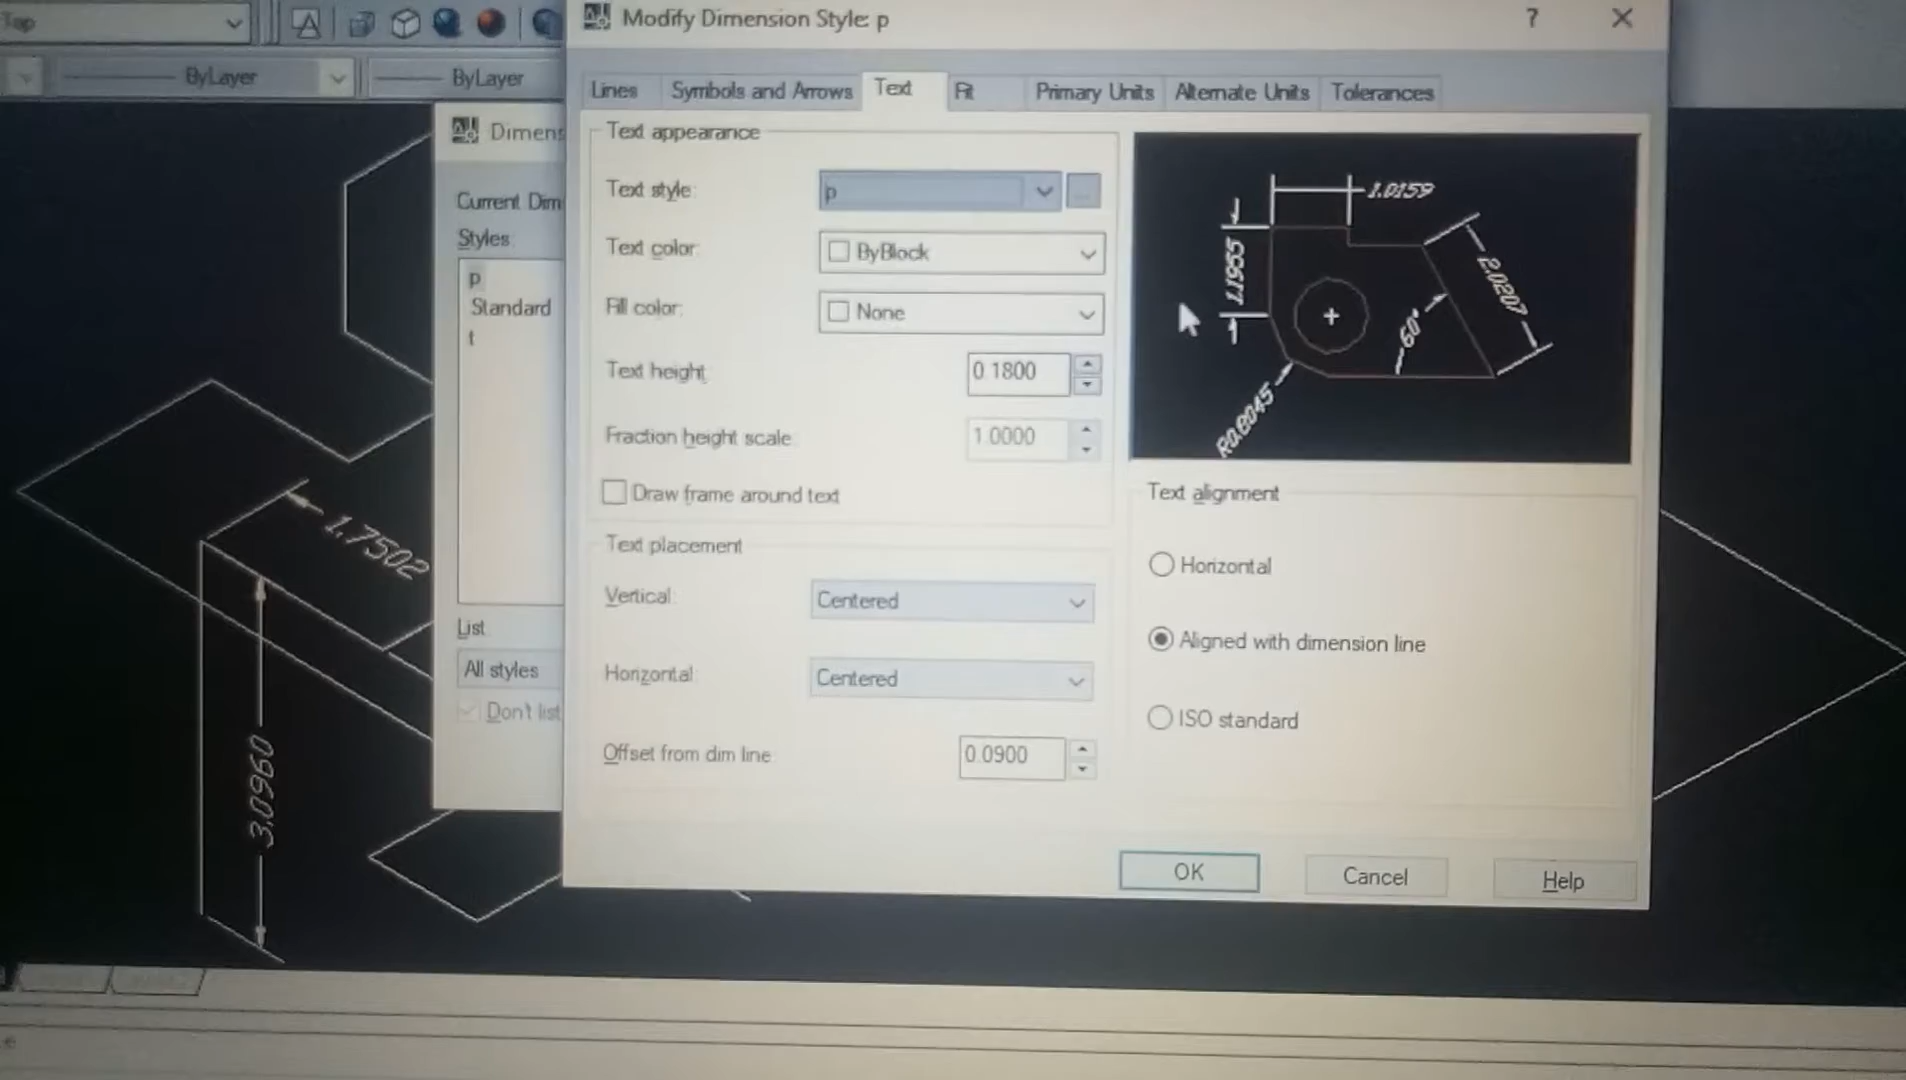 Top
ByLayer
ByLayer
Modify Dimension Style: p
?
Lines
Symbols and Arrows
Text
Fit
Primary Units
Alternate Units
Tolerances
Dimens
Current Dim
Styles:
p
Standard
t
List:
All styles
Don't list
Text appearance
Text style:
p
...
Text color:
ByBlock
Fill color:
None
Text height:
0.1800
Fraction height scale:
1.0000
Draw frame around text
Text placement
Vertical:
Centered
Horizontal:
Centered
Offset from dim line:
0.0900
1.0159
1.1955
2.0207
60°
R0.8045
Text alignment
Horizontal
Aligned with dimension line
ISO standard
OK
Cancel
Help
1.7502
3.0960